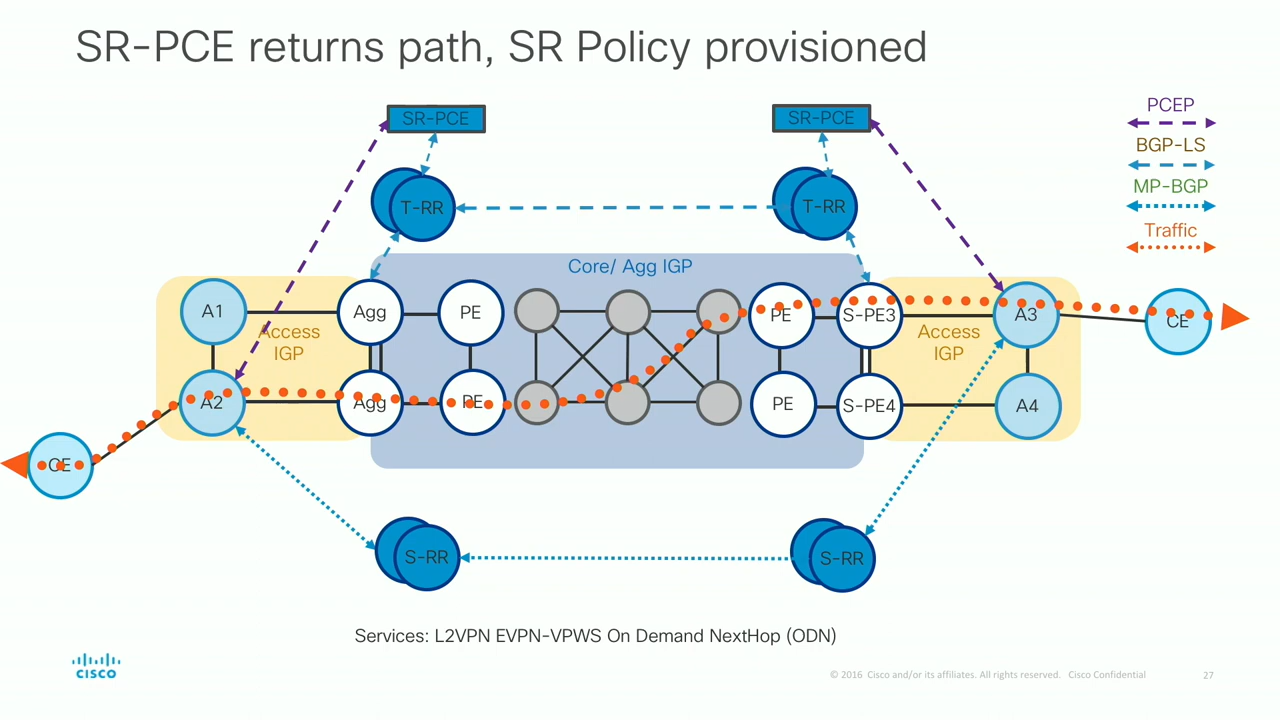 SR-PCE returns path, SR Policy provisioned
SR-PCE
SR-PCE
PCEP
BGP-LS
MP-BGP
Traffic
T-RR
T-RR
Core/ Agg IGP
A1
Agg
PE
PE
S-PE3
A3
CE
Access
IGP
Access
IGP
A2
Agg
PE
PE
S-PE4
A4
CE
S-RR
S-RR
Services: L2VPN EVPN-VPWS On Demand NextHop (ODN)
CISCO
© 2016 Cisco and/or its affiliates. All rights reserved. Cisco Confidential
27